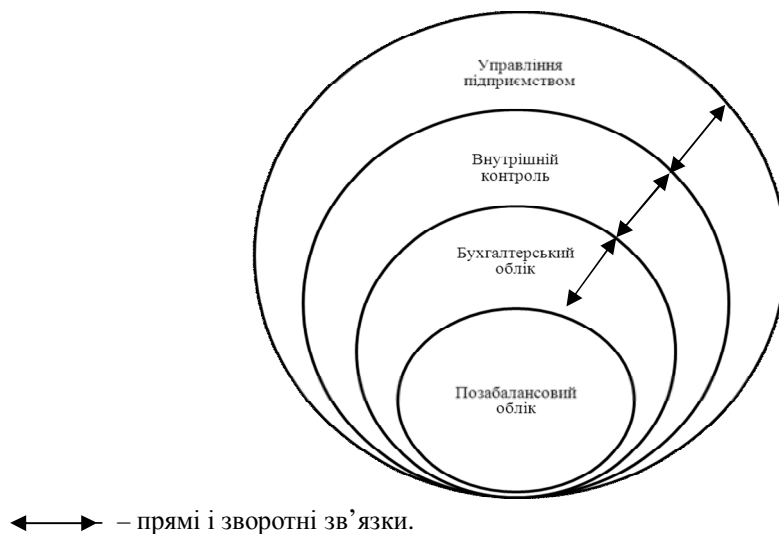 Управління
підприємством
Внутрішній
контроль
Бухгалтерський
облік
Позабалансовий
облік
– прямі і зворотні зв’язки.